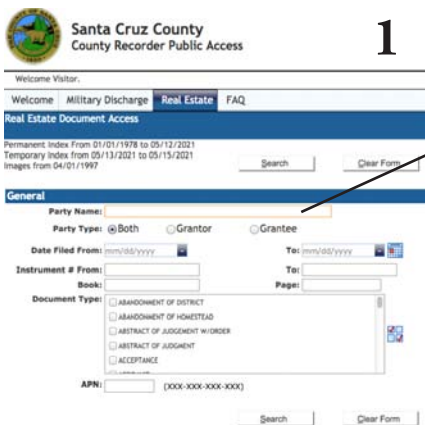 Santa Cruz County
County Recorder Public Access
1
Welcome Visitor.
Welcome Military Discharge Real Estate FAQ
Real Estate Document Access
Permanent Index From 01/01/1978 to 05/12/2021
Temporary Index from 05/13/2021 to 05/15/2021
Images from 04/01/1997
Search Clear Form
General
Party Name:
Party Type: Both Grantor Grantee
Date Filed From: mm/dd/yyyy To: mm/dd/yyyy
Instrument # From: To:
Book: Page:
Document Type: ABANDONMENT OF DISTRICT
ABANDONMENT OF HOMESTEAD
ABSTRACT OF JUDGEMENT W/ORDER
ABSTRACT OF JUDGMENT
ACCEPTANCE
APN: (XXX-XXX-XXX-XXX)
Search Clear Form